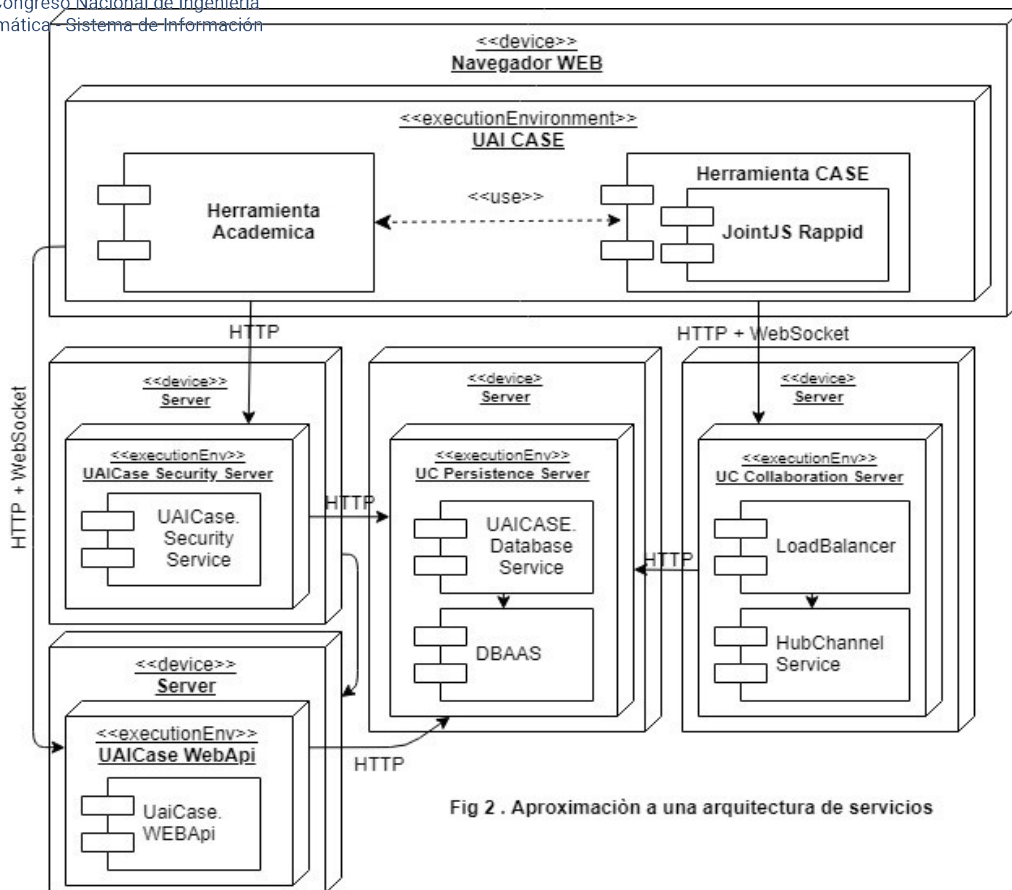 Congreso Nacional de Ingeniería
mática - Sistema de Información
<<device>>
Navegador WEB
<<executionEnvironment>>
UAI CASE
Herramienta
Academica
<<use>>
Herramienta CASE
JointJS Rappid
HTTP
HTTP + WebSocket
HTTP + WebSocket
<<device>>
Server
<<executionEnv>>
UAICase Security Server
UAICase.
Security
Service
HTTP
<<device>
Server
<<executionEnv>>
UC Persistence Server
UAICASE.
Database
Service
DBAAS
HTTP
<<device>
Server
<<executionEnv>>
UC Collaboration Server
LoadBalancer
HubChannel
Service
<<device>>
Server
<<executionEnv>>
UAICase WebApi
UaiCase.
WEBApi
HTTP
Fig 2 . Aproximaciòn a una arquitectura de servicios